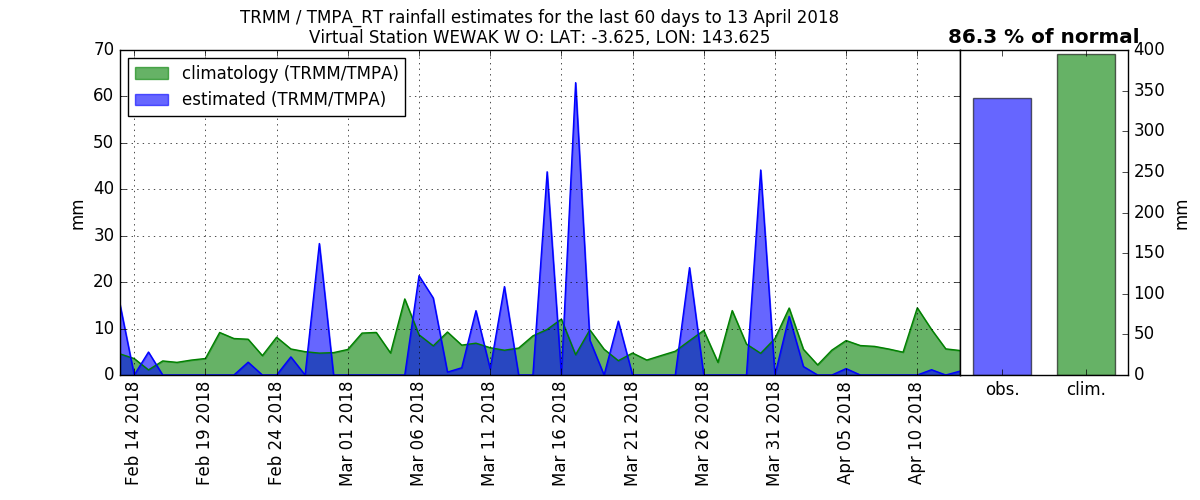 TRMM / TMPA_RT rainfall estimates for the last 60 days to 13 April 2018
Virtual Station WEWAK W O: LAT: -3.625, LON: 143.625
86.3 % of normal
climatology (TRMM/TMPA)
estimated (TRMM/TMPA)
70
60
50
40
30
20
10
0
mm
Feb 14 2018
Feb 19 2018
Feb 24 2018
Mar 01 2018
Mar 06 2018
Mar 11 2018
Mar 16 2018
Mar 21 2018
Mar 26 2018
Mar 31 2018
Apr 05 2018
Apr 10 2018
obs.
clim.
400
350
300
250
200
150
100
50
0
mm